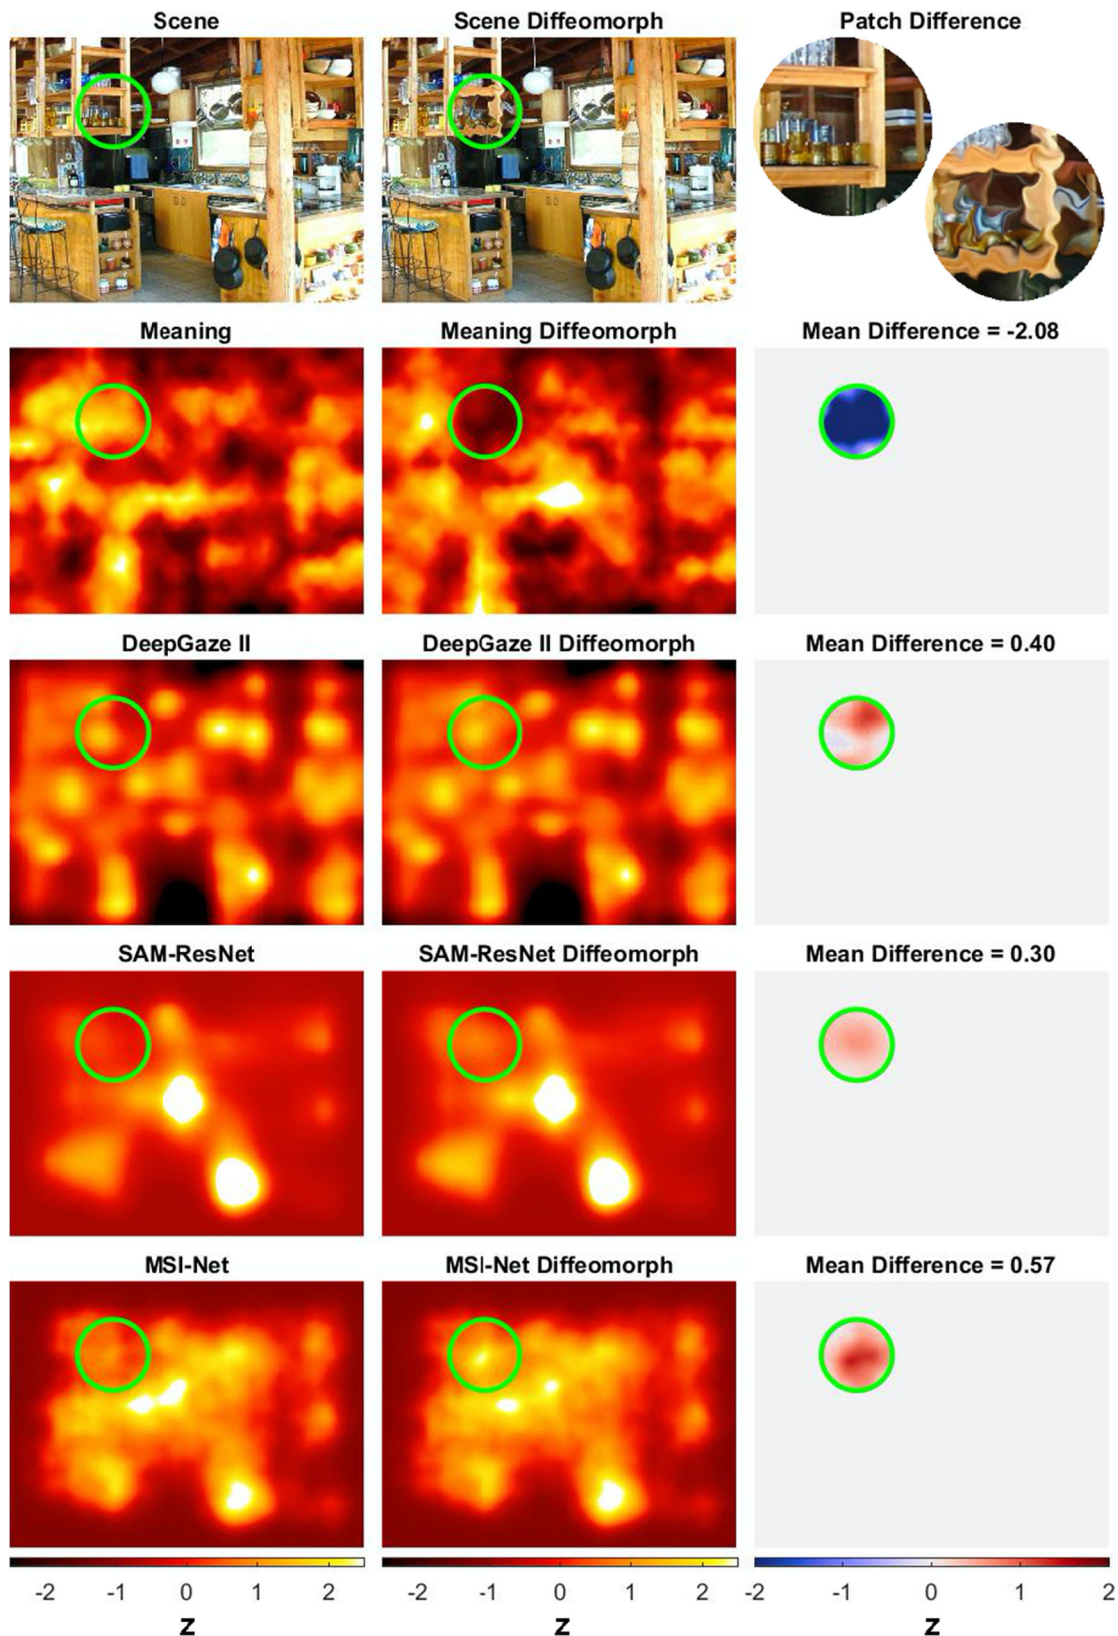 Scene Scene Diffeomorph Patch Difference
Meaning Meaning Diffeomorph Mean Difference = -2.08
DeepGaze II DeepGaze II Diffeomorph Mean Difference = 0.40
SAM-ResNet SAM-ResNet Diffeomorph Mean Difference = 0.30
MSI-Net MSI-Net Diffeomorph Mean Difference = 0.57
-2 -1 0 1 2 -2 -1 0 1 2 -2 -1 0 1 2
z z z